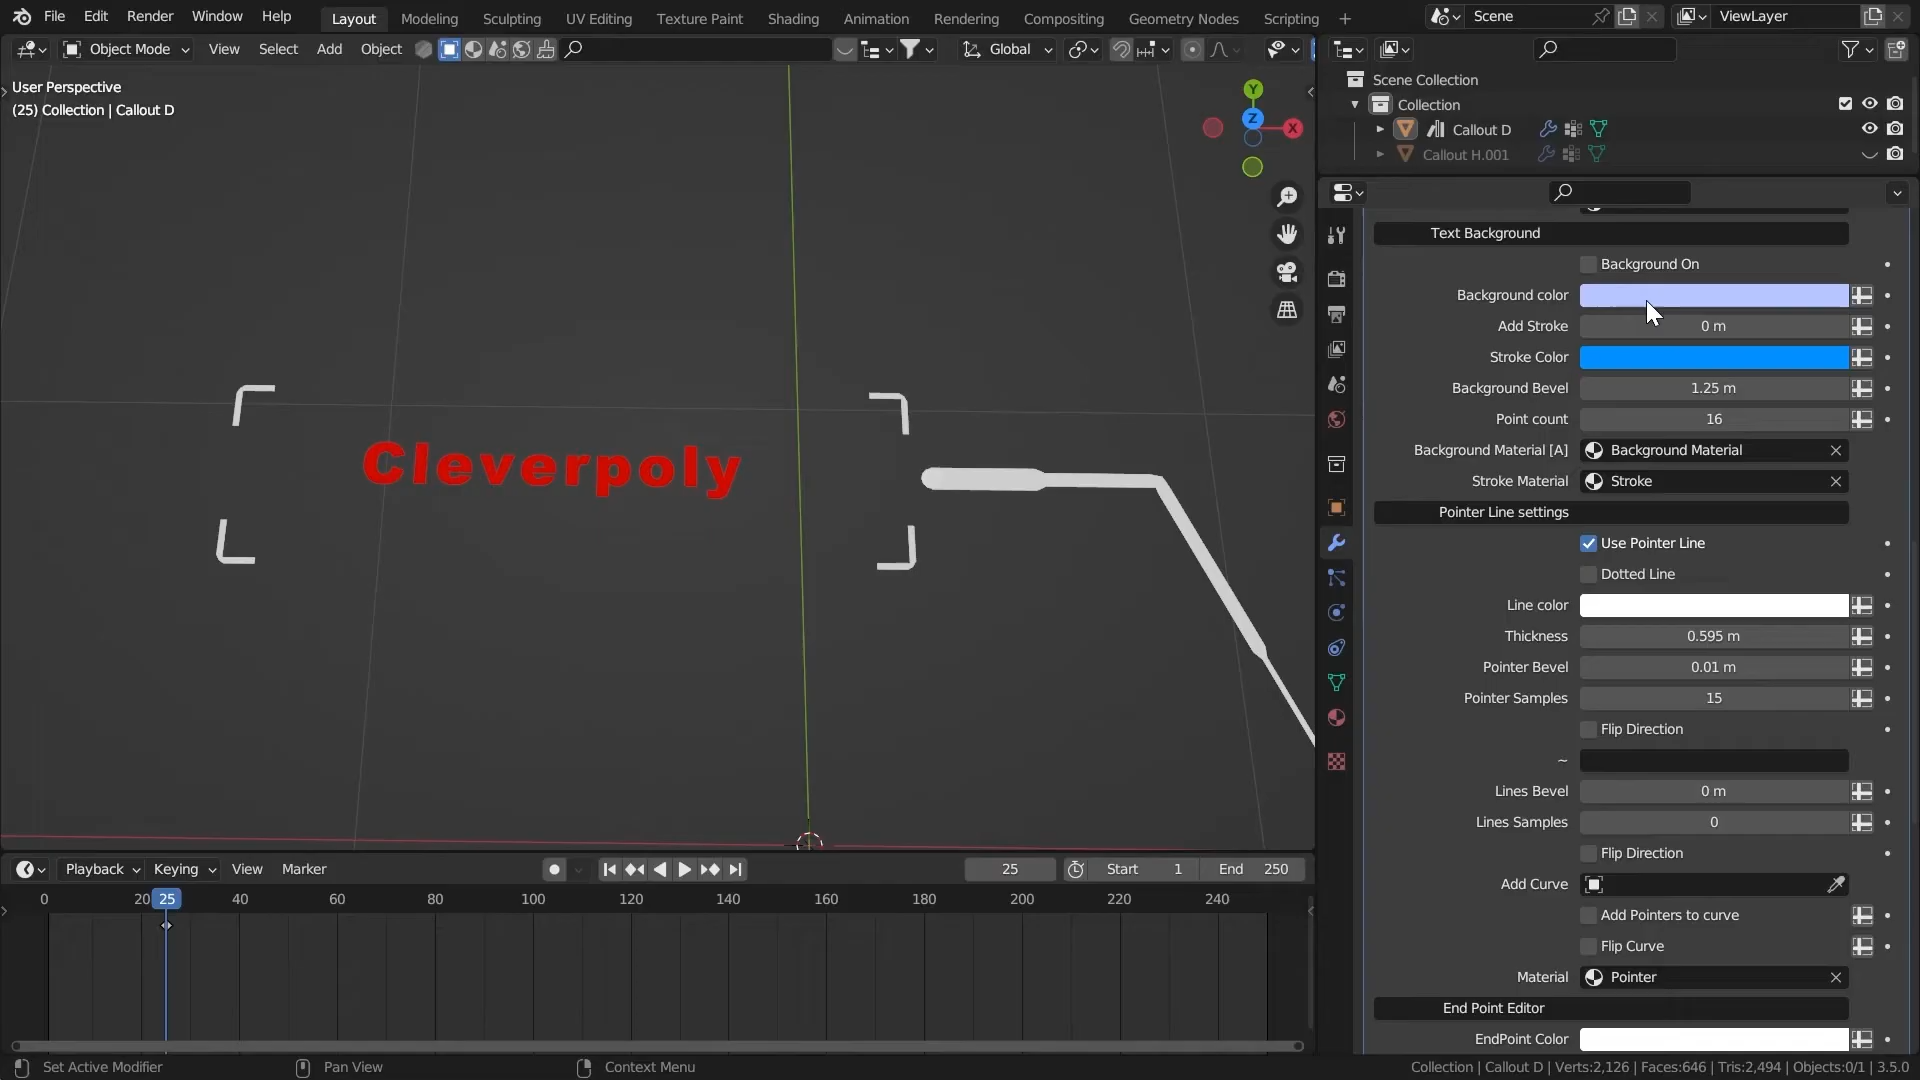 File Edit Render Window Help Layout Modeling Sculpting UV Editing Texture Paint Shading Animation Rendering Compositing Geometry Nodes Scripting + Scene ViewLayer
Object Mode View Select Add Object Global
User Perspective
(25) Collection | Callout D
Y
Z
X
Cleverpoly
Scene Collection
Collection
Callout D
Callout H.001
Text Background
Background On
Background color
Add Stroke 0 m
Stroke Color
Background Bevel 1.25 m
Point count 16
Background Material [A] Background Material
Stroke Material Stroke
Pointer Line settings
Use Pointer Line
Dotted Line
Line color
Thickness 0.595 m
Pointer Bevel 0.01 m
Pointer Samples 15
Flip Direction
~
Lines Bevel 0 m
Lines Samples 0
Flip Direction
Add Curve
Add Pointers to curve
Flip Curve
Material Pointer
End Point Editor
EndPoint Color
Playback Keying View Marker 25 Start 1 End 250
0 20 25 40 60 80 100 120 140 160 180 200 220 240
Set Active Modifier Pan View Context Menu Collection | Callout D | Verts:2,126 | Faces:646 | Tris:2,494 | Objects:0/1 | 3.5.0